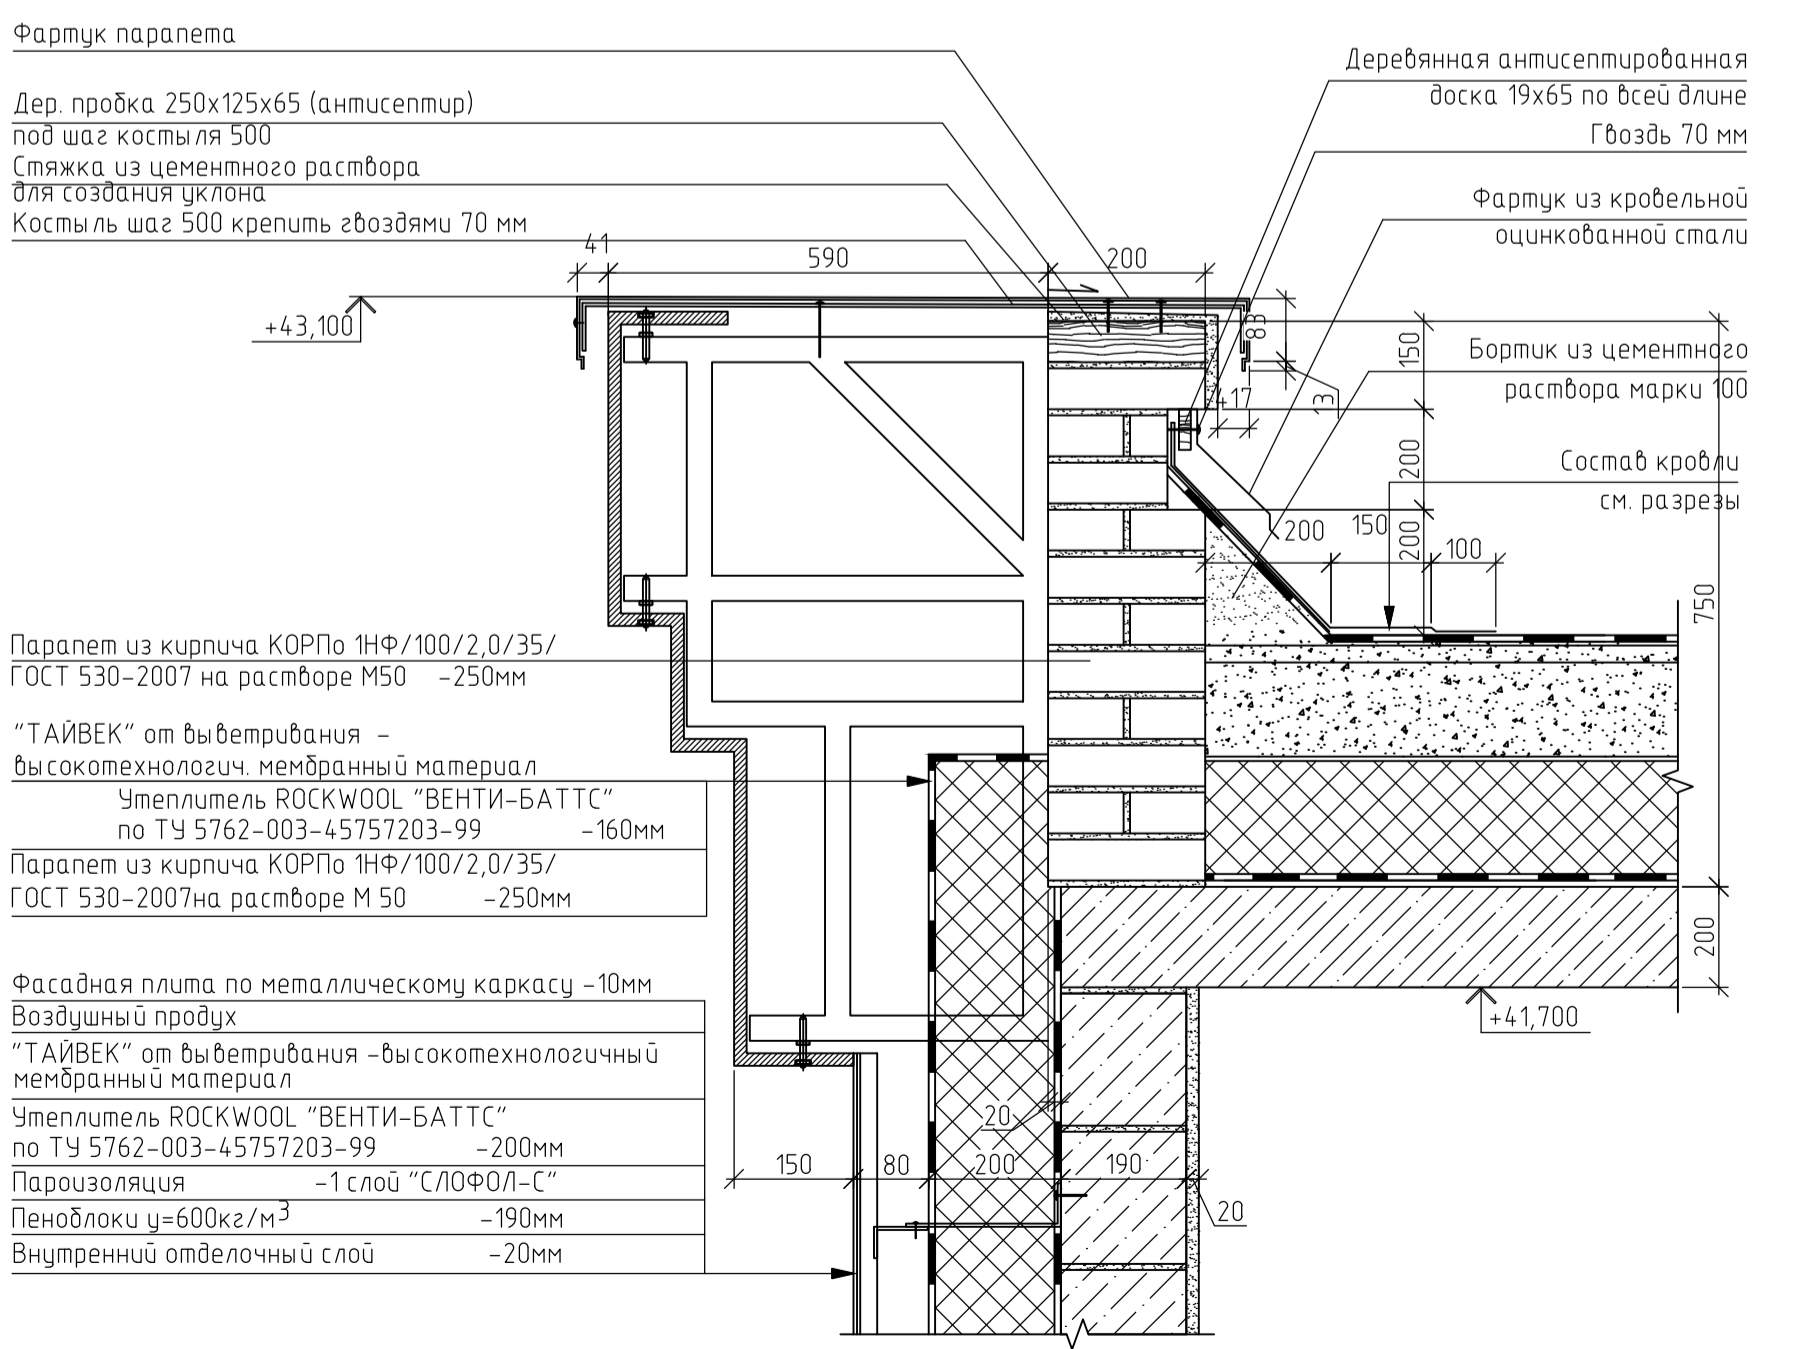 Фартук парапета
Дер. пробка 250х125х65 (антисептир)
под шаг костыля 500
Стяжка из цементного раствора
для создания уклона
Костыль шаг 500 крепить гвоздями 70 мм
Деревянная антисептированная
доска 19х65 по всей длине
Гвоздь 70 мм
Фартук из кровельной
оцинкованной стали
Бортик из цементного
раствора марки 100
Состав кровли
см. разрезы
41
590
200
+43,100
83
13
417
150
200
200
150
200
100
750
200
+41,700
Парапет из кирпича КОРПо 1НФ/100/2,0/35/
ГОСТ 530-2007 на растворе М50 -250мм
"ТАЙВЕК" от выветривания -
высокотехнологич. мембранный материал
Утеплитель ROCKWOOL "ВЕНТИ-БАТТС"
по ТУ 5762-003-45757203-99 -160мм
Парапет из кирпича КОРПо 1НФ/100/2,0/35/
ГОСТ 530-2007на растворе М 50 -250мм
Фасадная плита по металлическому каркасу -10мм
Воздушный продух
"ТАЙВЕК" от выветривания -высокотехнологичный
мембранный материал
Утеплитель ROCKWOOL "ВЕНТИ-БАТТС"
по ТУ 5762-003-45757203-99 -200мм
Пароизоляция -1 слой "СЛОФОЛ-С"
Пеноблоки y=600кг/м3 -190мм
Внутренний отделочный слой -20мм
20
150
80
200
190
20